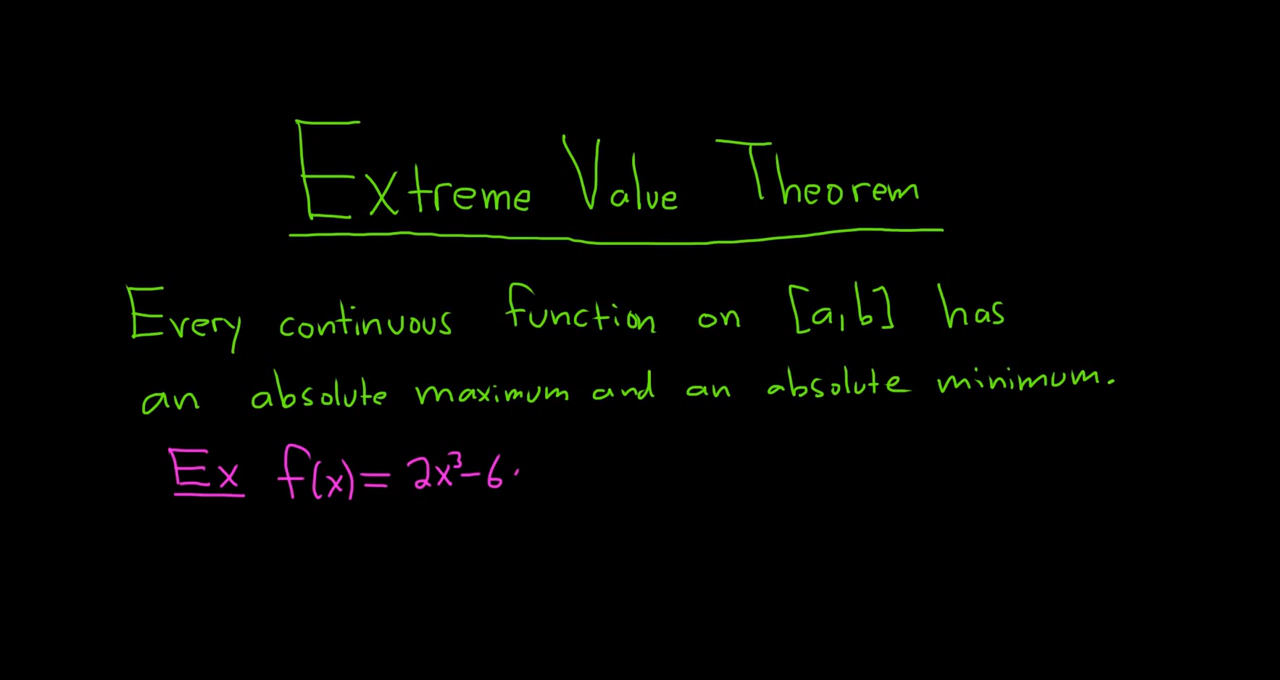 Extreme Value Theorem
Every continuous function on [a,b] has
an absolute maximum and an absolute minimum.
Ex f(x)= 2x³-6